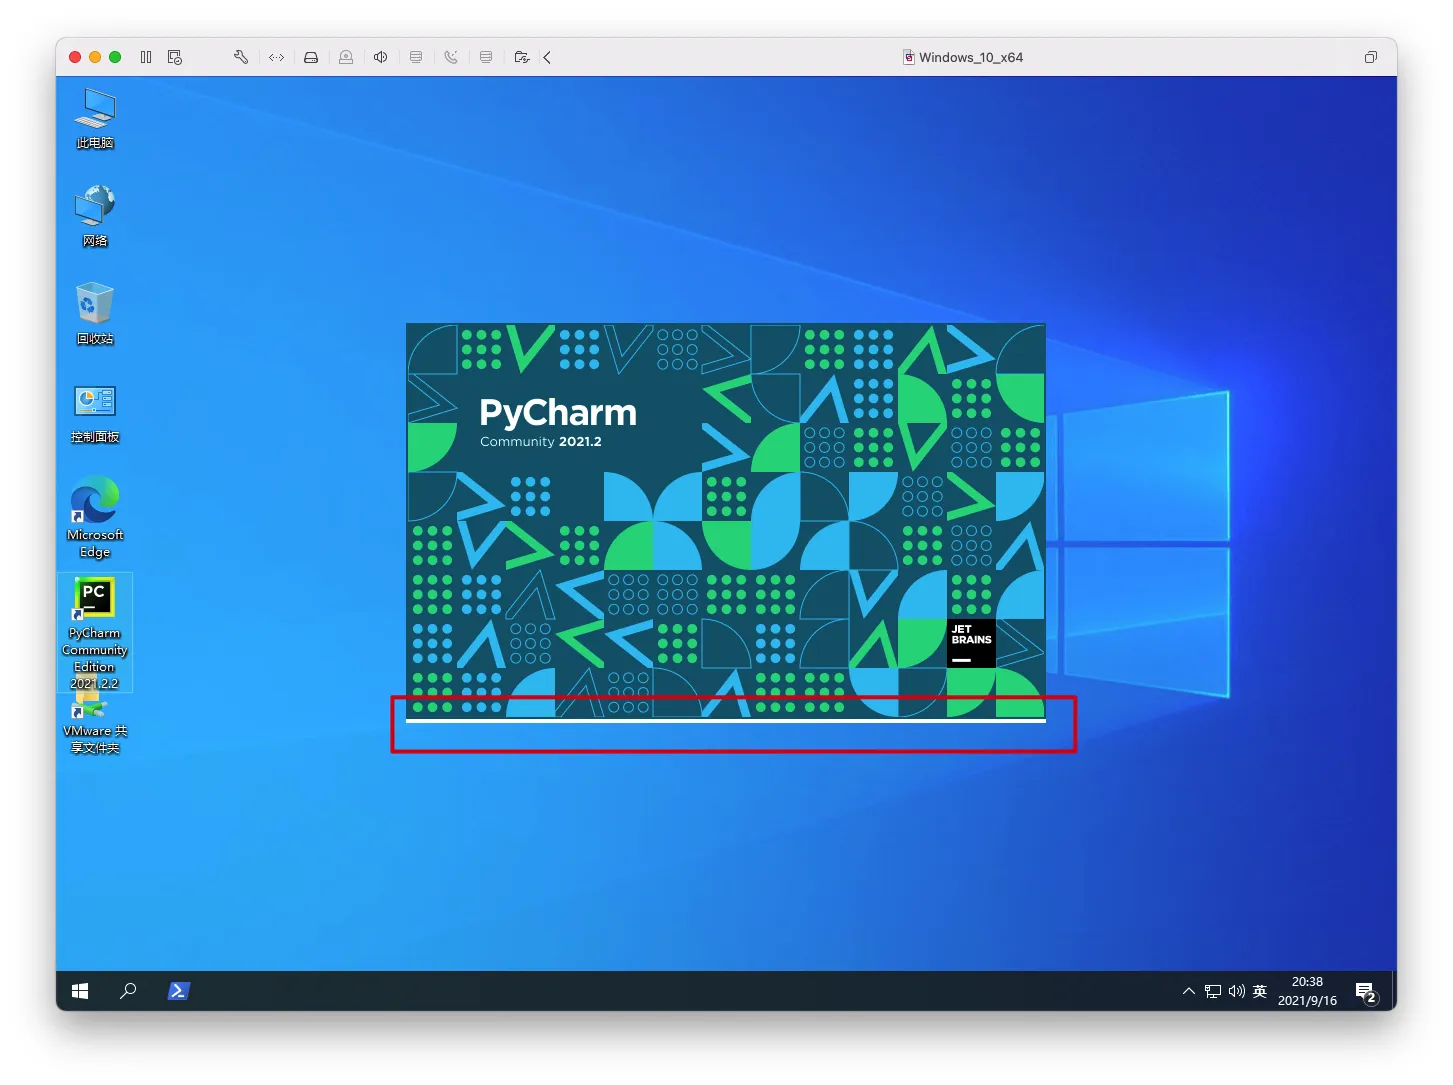 Windows_10_x64
此电脑
网络
回收站
控制面板
Microsoft
Edge
PC
PyCharm
Community
Edition
2021.2.2
VMware 共
享文件夹
PyCharm
Community 2021.2
JET
BRAINS
英
20:38
2021/9/16
2